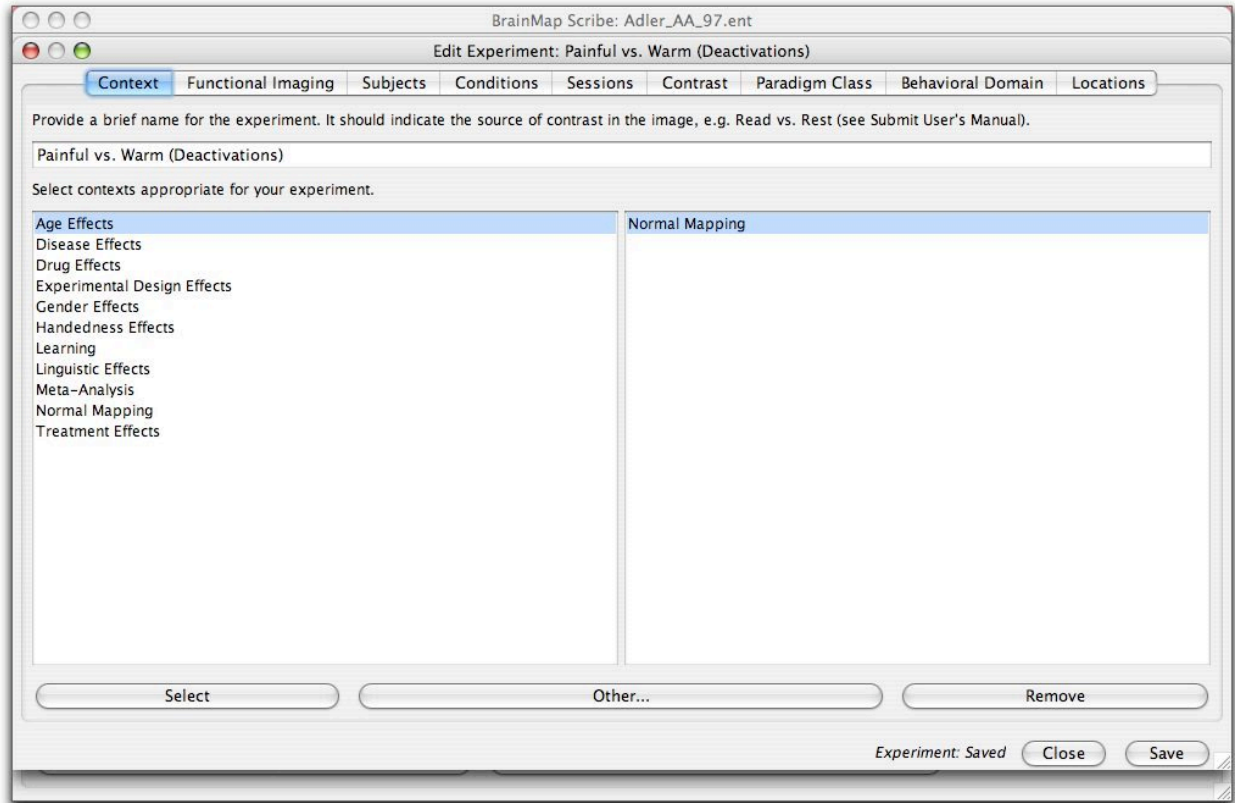 BrainMap Scribe: Adler_AA_97.ent
Edit Experiment: Painful vs. Warm (Deactivations)
Context Functional Imaging Subjects Conditions Sessions Contrast Paradigm Class Behavioral Domain Locations
Provide a brief name for the experiment. It should indicate the source of contrast in the image, e.g. Read vs. Rest (see Submit User's Manual).
Painful vs. Warm (Deactivations)
Select contexts appropriate for your experiment.
Age Effects
Disease Effects
Drug Effects
Experimental Design Effects
Gender Effects
Handedness Effects
Learning
Linguistic Effects
Meta-Analysis
Normal Mapping
Treatment Effects
Normal Mapping
Select Other... Remove
Experiment: Saved Close Save